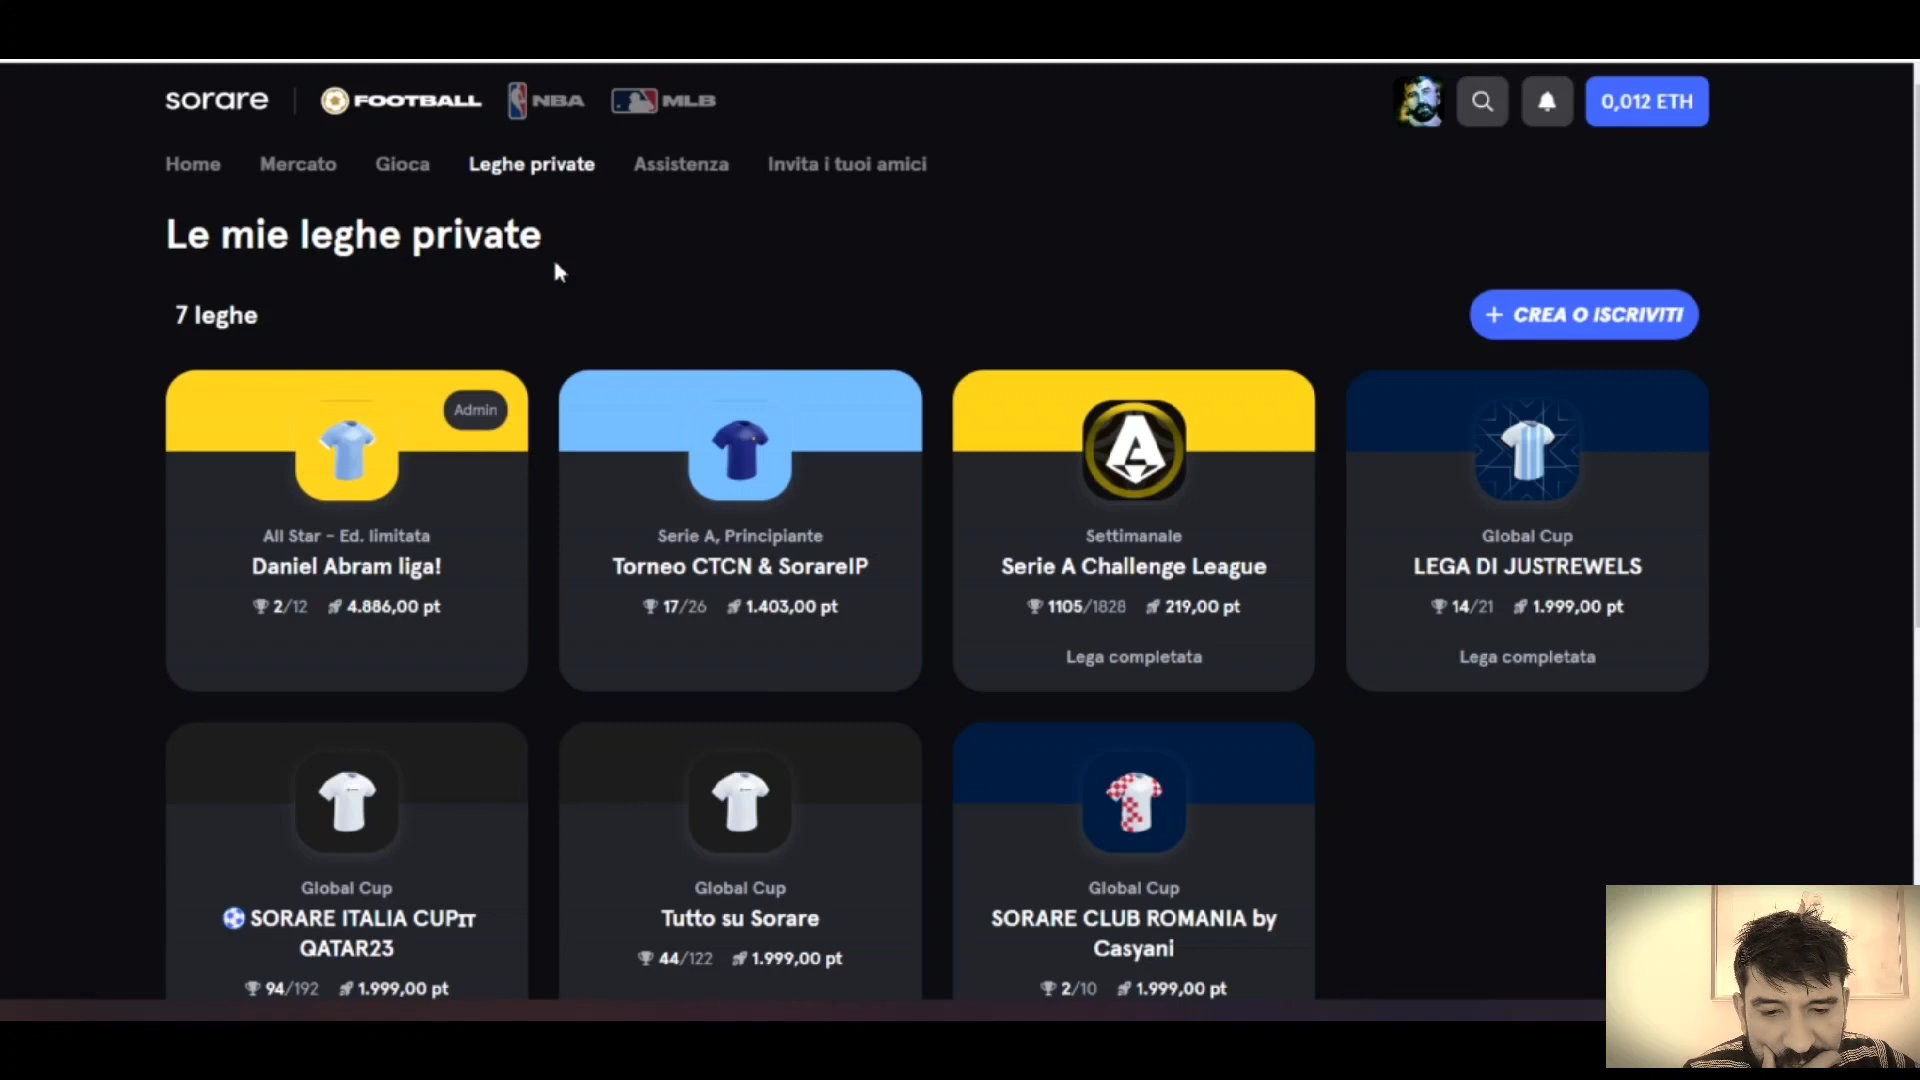 sorare FOOTBALL NBA MLB 0,012 ETH
Home Mercato Gioca Leghe private Assistenza Invita i tuoi amici
Le mie leghe private
7 leghe
+ CREA O ISCRIVITI
Admin
All Star - Ed. limitata
Daniel Abram liga!
2/12 4.886,00 pt
Serie A, Principiante
Torneo CTCN & SorareIP
17/26 1.403,00 pt
Settimanale
Serie A Challenge League
1105/1828 219,00 pt
Lega completata
Global Cup
LEGA DI JUSTREWELS
14/21 1.999,00 pt
Lega completata
Global Cup
⚽ SORARE ITALIA CUPIT
QATAR23
94/192 1.999,00 pt
Global Cup
Tutto su Sorare
44/122 1.999,00 pt
Global Cup
SORARE CLUB ROMANIA by
Casyani
2/10 1.999,00 pt